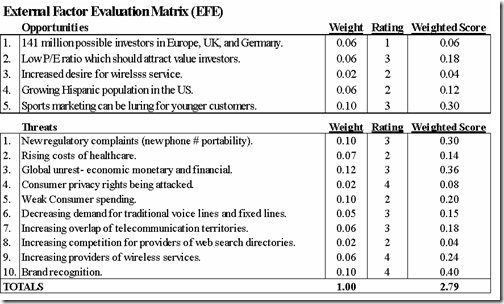 External Factor Evaluation Matrix (EFE)
Opportunities Weight Rating Weighted Score
1. 141 million possible investors in Europe, UK, and Germany. 0.06 1 0.06
2. Low P/E ratio which should attract value investors. 0.06 3 0.18
3. Increased desire for wirelsss service. 0.02 2 0.04
4. Growing Hispanic population in the US. 0.06 2 0.12
5. Sports marketing can be luring for younger customers. 0.10 3 0.30
Threats Weight Rating Weighted Score
1. New regulatory complaints (new phone # portability). 0.10 3 0.30
2. Rising costs of healthcare. 0.07 2 0.14
3. Global unrest- economic monetary and financial. 0.12 3 0.36
4. Consumer privacy rights being attacked. 0.02 4 0.08
5. Weak Consumer spending. 0.10 2 0.20
6. Decreasing demand for traditional voice lines and fixed lines. 0.05 3 0.15
7. Increasing overlap of telecommunication territories. 0.06 3 0.18
8. Increasing competition for providers of web search directories. 0.02 2 0.04
9. Increasing providers of wireless services. 0.06 4 0.24
10. Brand recognition. 0.10 4 0.40
TOTALS 1.00 2.79